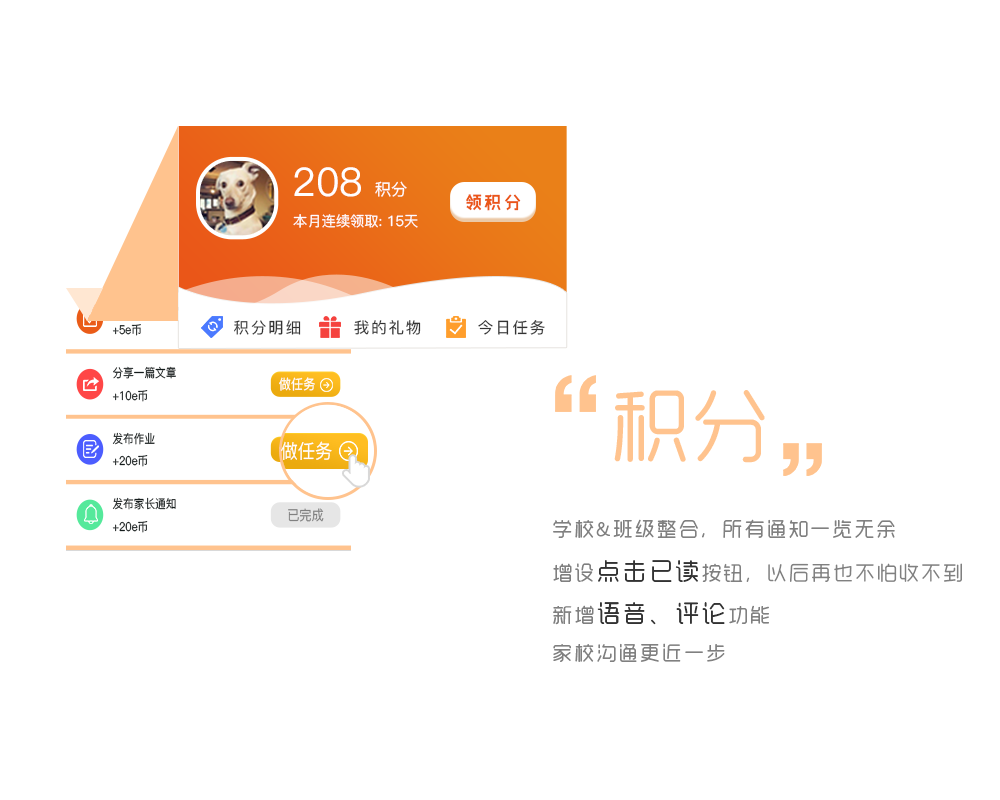 208 积分
本月连续领取: 15天
领积分
积分明细
我的礼物
今日任务
+5e币
分享一篇文章
+10e币
做任务
发布作业
+20e币
做任务
发布家长通知
+20e币
已完成
“积分”
学校&班级整合, 所有通知一览无余
增设点击已读按钮, 以后再也不怕收不到
新增语音、评论功能
家校沟通更近一步